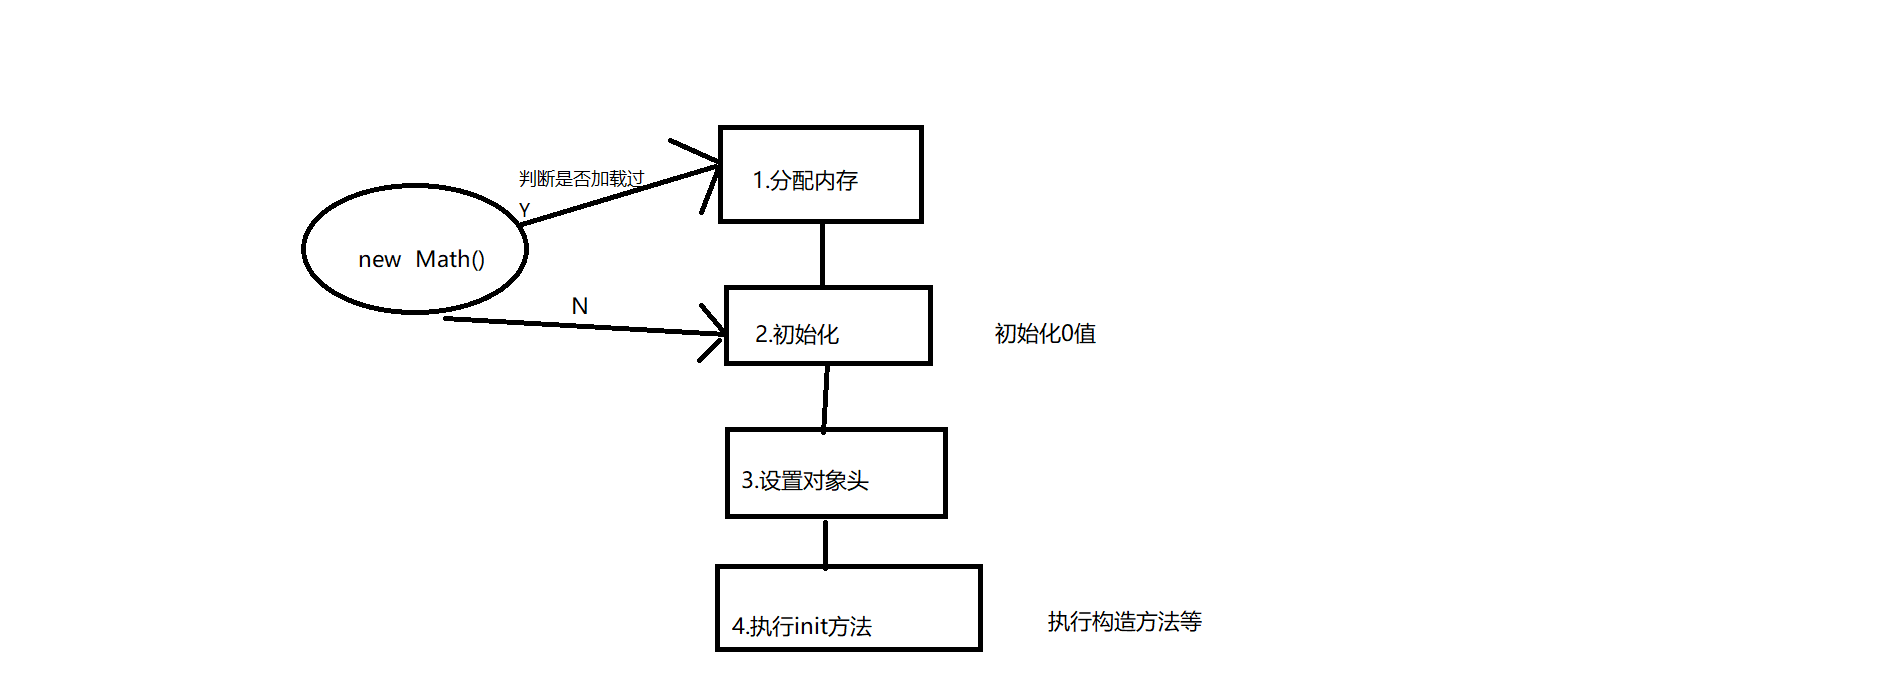 判断是否加载过
Y
1.分配内存
new Math()
N
2.初始化
初始化0值
3.设置对象头
4.执行init方法
执行构造方法等